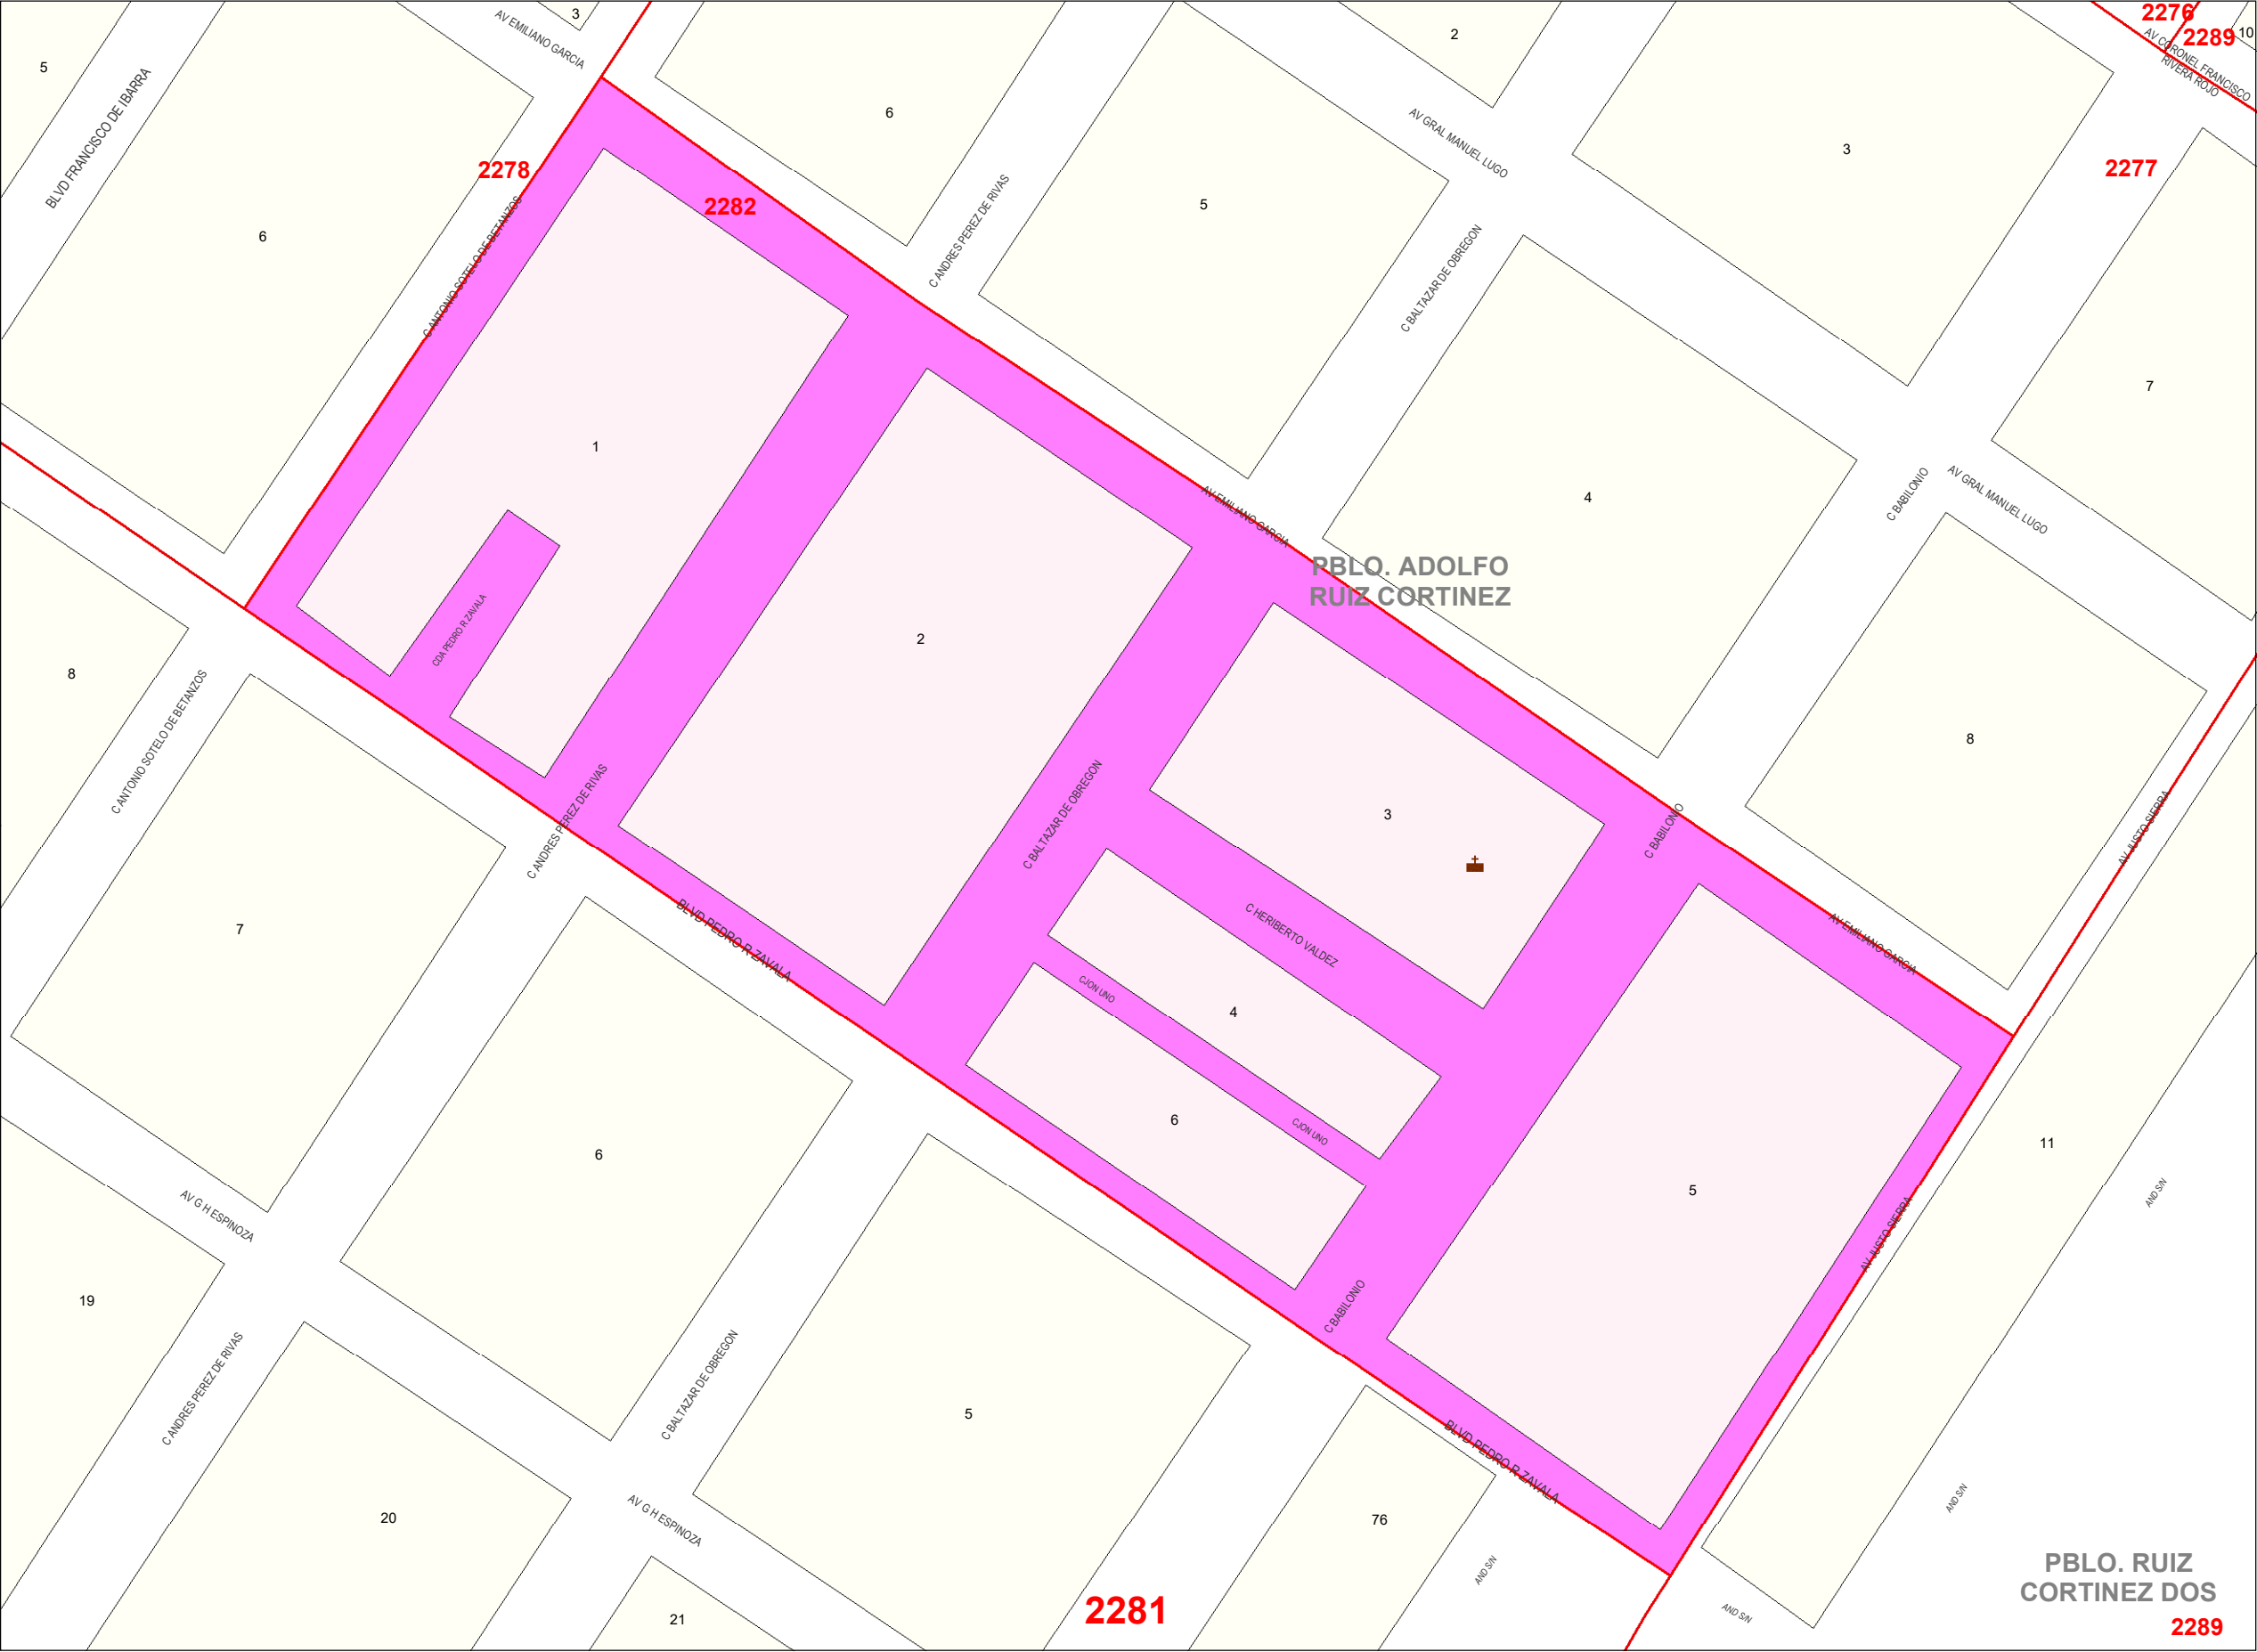 3
AV EMILIANO GARCIA
2
2276
2289
10
AV CORONEL FRANCISCO
RIVERA ROJO
5
BLVD FRANCISCO DE IBARRA
6
AV GRAL MANUEL LUGO
3
2278
2282
2277
5
6
C ANTONIO SOTELO DE BETANZOS
C ANDRES PEREZ DE RIVAS
C BALTAZAR DE OBREGON
7
1
4
C BABILONIO
AV GRAL MANUEL LUGO
AV EMILIANO GARCIA
PBLO. ADOLFO
RUIZ CORTINEZ
CDA PEDRO R ZAVALA
2
8
C ANTONIO SOTELO DE BETANZOS
8
C ANDRES PEREZ DE RIVAS
C BALTAZAR DE OBREGON
3
C BABILONIO
AV JUSTO SIERRA
7
BLVD PEDRO R ZAVALA
C HERIBERTO VALDEZ
AV EMILIANO GARCIA
CJON UNO
4
6
CJON UNO
11
6
5
AND S/N
AV G H ESPINOZA
AV JUSTO SIERRA
19
C BABILONIO
C ANDRES PEREZ DE RIVAS
C BALTAZAR DE OBREGON
5
BLVD PEDRO R ZAVALA
AND S/N
20
AV G H ESPINOZA
76
AND S/N
PBLO. RUIZ
CORTINEZ DOS
21
2281
AND S/N
2289